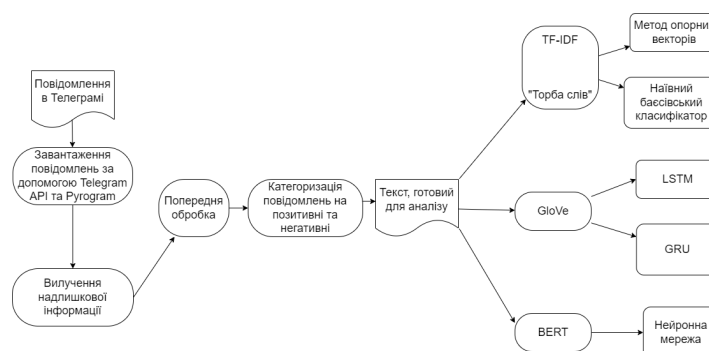 Повідомлення
в Телеграмі
Завантаження
повідомлень за
допомогою Telegram
API та Pyrogram
Вилучення
надлишкової
інформації
Попередня
обробка
Категоризація
повідомлень на
позитивні та
негативні
Текст, готовий
для аналізу
TF-IDF
"Торба слів"
GloVe
BERT
Метод опорни
векторів
Наївний
баєсівський
класифікатор
LSTM
GRU
Нейронна
мережа